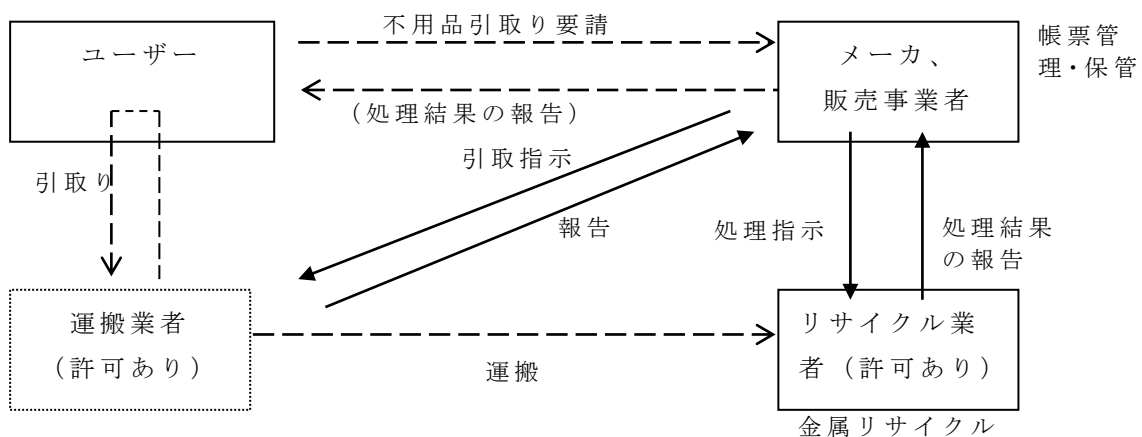 不用品引取り要請
ユーザー
メーカ、
販売事業者
帳票管
理・保管
(処理結果の報告)
引取指示
引取り
報告
処理指示
処理結果
の報告
運搬業者
(許可あり)
運搬
リサイクル業
者(許可あり)
金属リサイクル